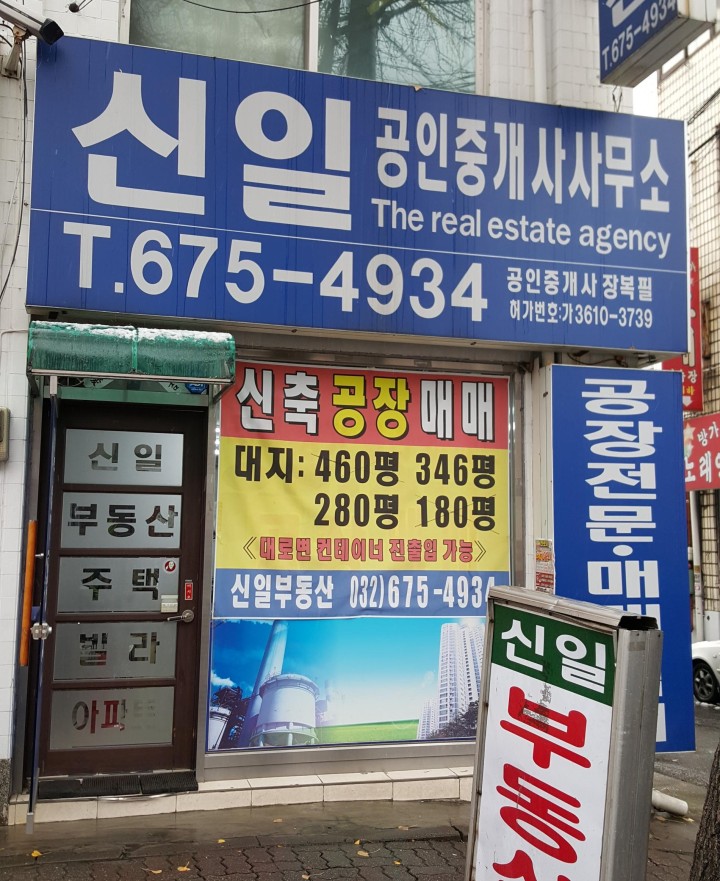 신일 공인중개사사무소
The real estate agency
T.675-4934
공인중개사 장복필
허가번호:가3610-3739
T.675-4934
신축 공장 매매
대지: 460평 346평
280평 180평
《대로변 컨테이너 진출입 가능》
신일부동산 032)675-4934
신일
부동산
주택
빌라
아파트
공장전문·매
신일
부동
방가
노래